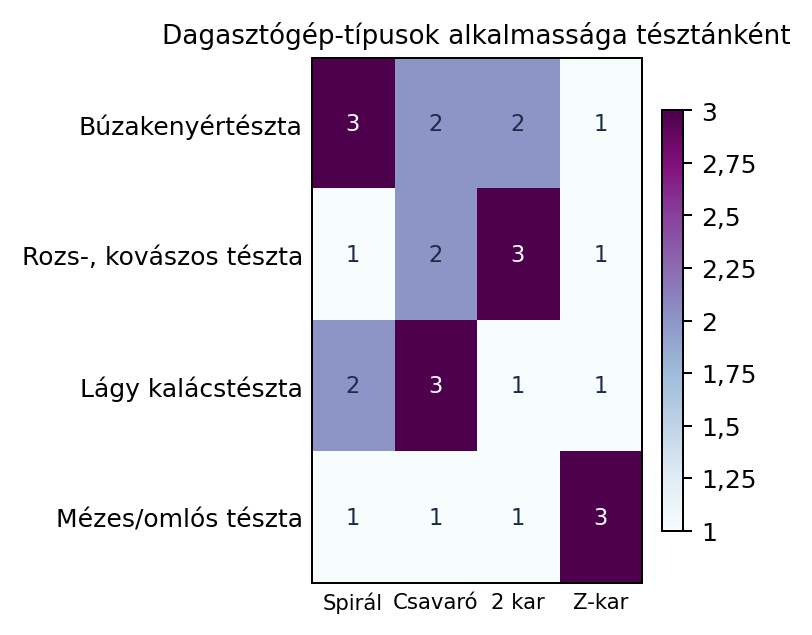 Dagasztógép-típusok alkalmassága tésztánként
Búzakenyértészta 3 2 2 1
Rozs-, kovászos tészta 1 2 3 1
Lágy kalácstészta 2 3 1 1
Mézes/omlós tészta 1 1 1 3
Spirál Csavaró 2 kar Z-kar
3
2,75
2,5
2,25
2
1,75
1,5
1,25
1